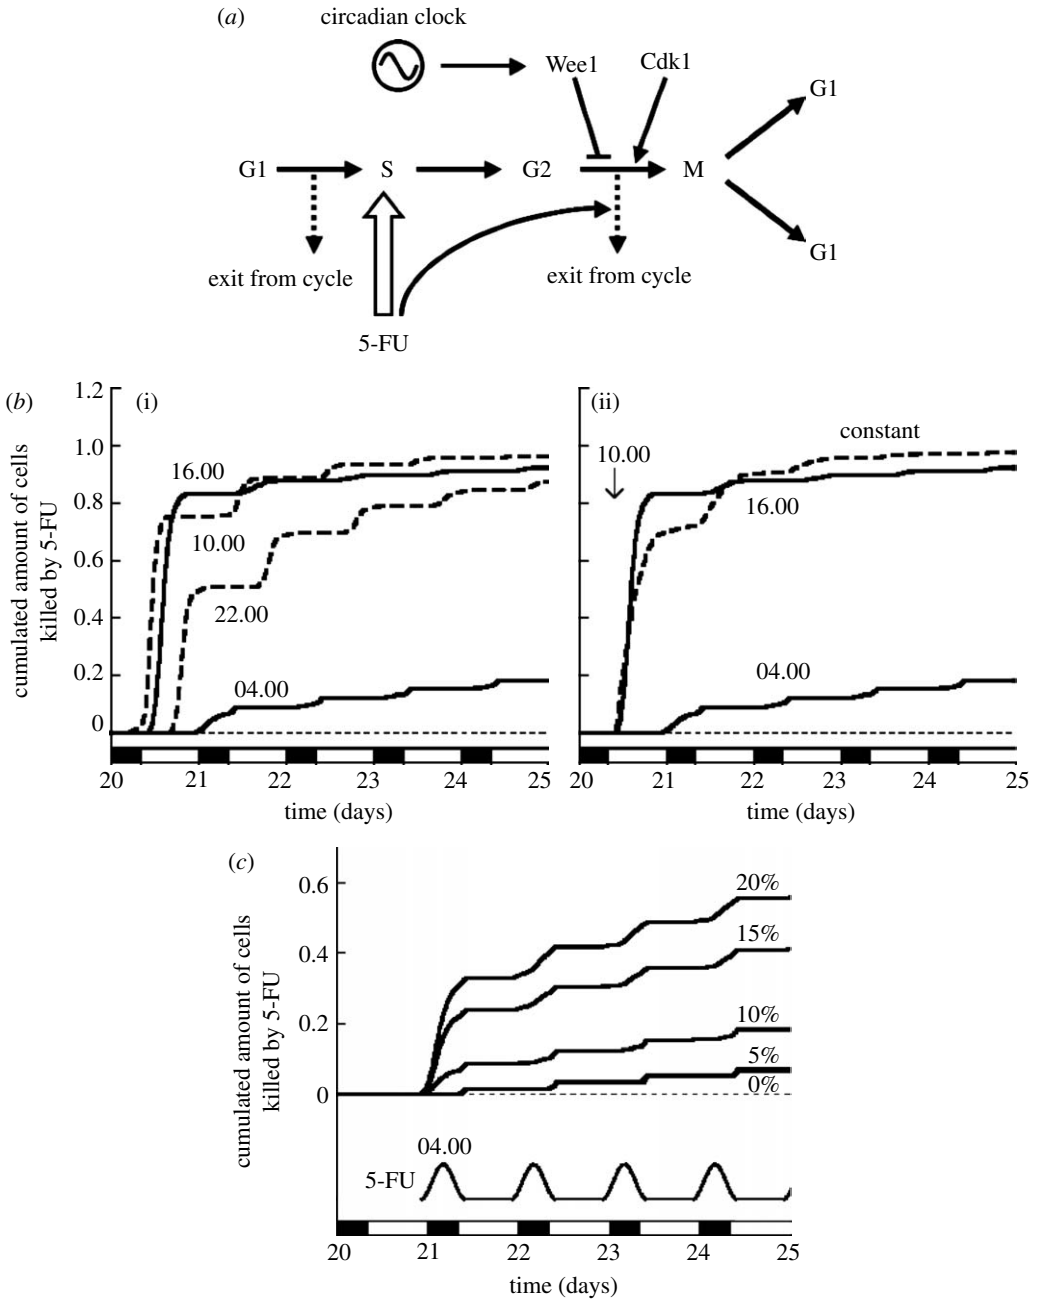 (a)
circadian clock
Wee1 Cdk1
G1
G1 S G2 M
G1
exit from cycle exit from cycle
5-FU
(b) (i)
cumulated amount of cells
killed by 5-FU
1.2
1.0
0.8
0.6
0.4
0.2
0
16.00
10.00
22.00
04.00
20 21 22 23 24 25
time (days)
(ii)
constant
10.00
16.00
04.00
20 21 22 23 24 25
time (days)
(c)
cumulated amount of cells
killed by 5-FU
0.6
0.4
0.2
0
20%
15%
10%
5%
0%
04.00
5-FU
20 21 22 23 24 25
time (days)